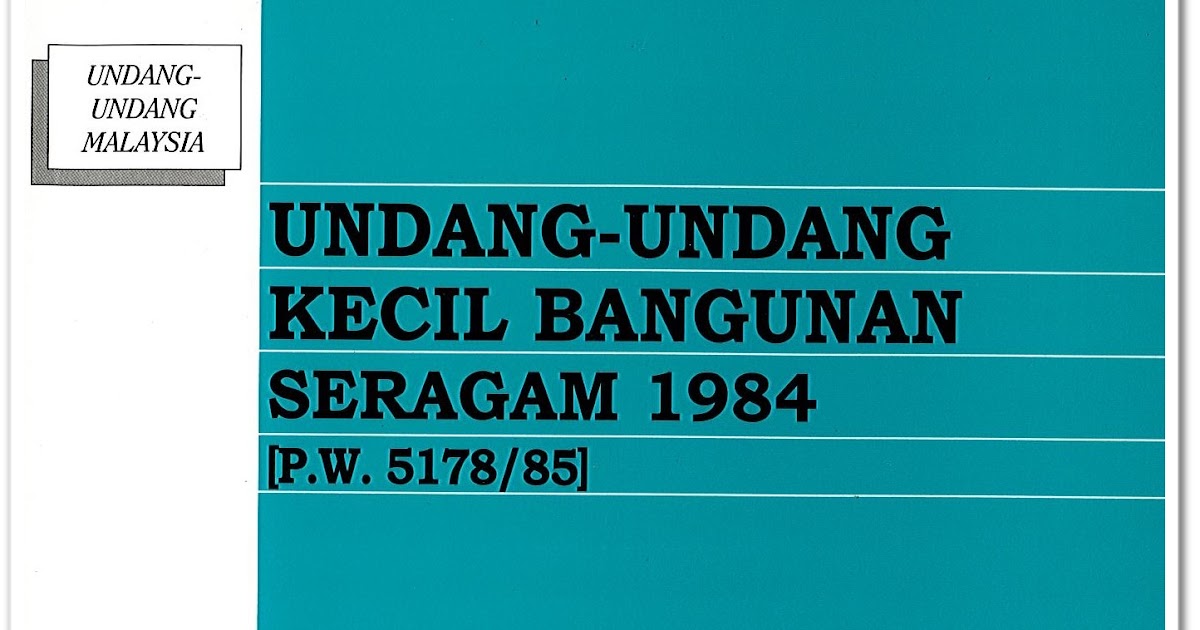 UNDANG-
UNDANG
MALAYSIA
UNDANG-UNDANG
KECIL BANGUNAN
SERAGAM 1984
[P.W. 5178/85]